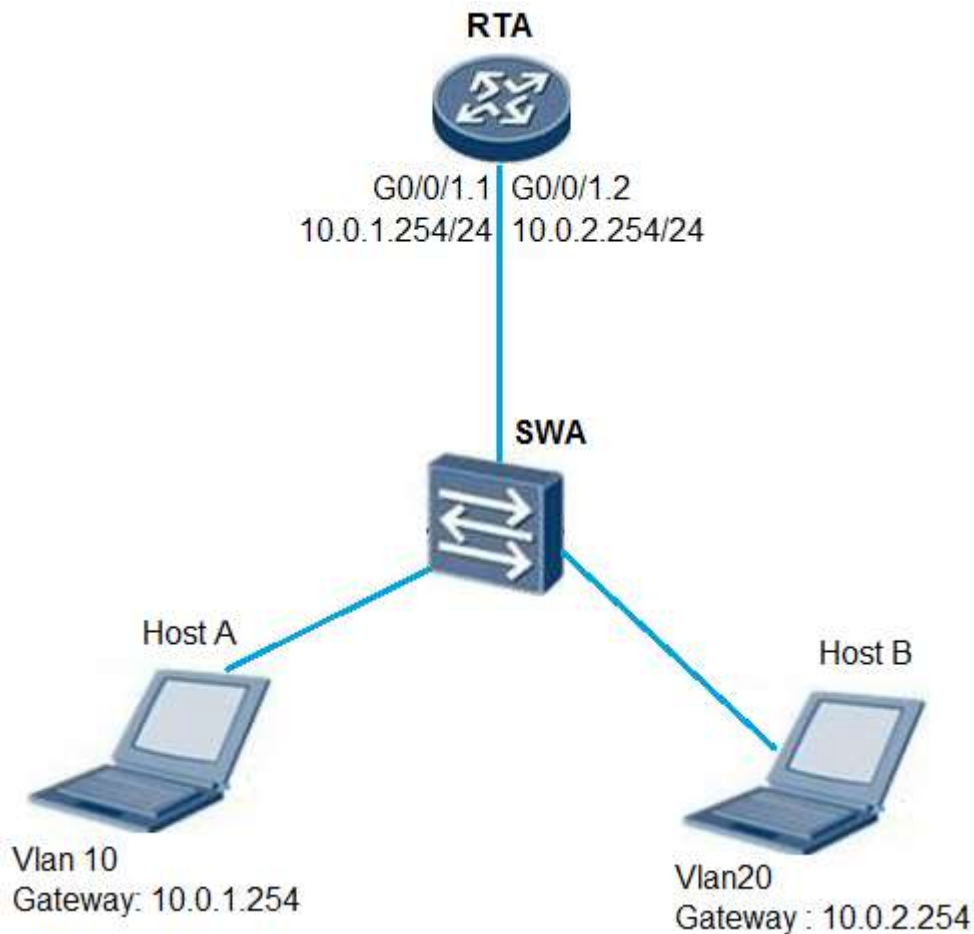 RTA
G0/0/1.1 G0/0/1.2
10.0.1.254/24 10.0.2.254/24
SWA
Host A
Host B
Vlan 10
Gateway: 10.0.1.254
Vlan20
Gateway : 10.0.2.254